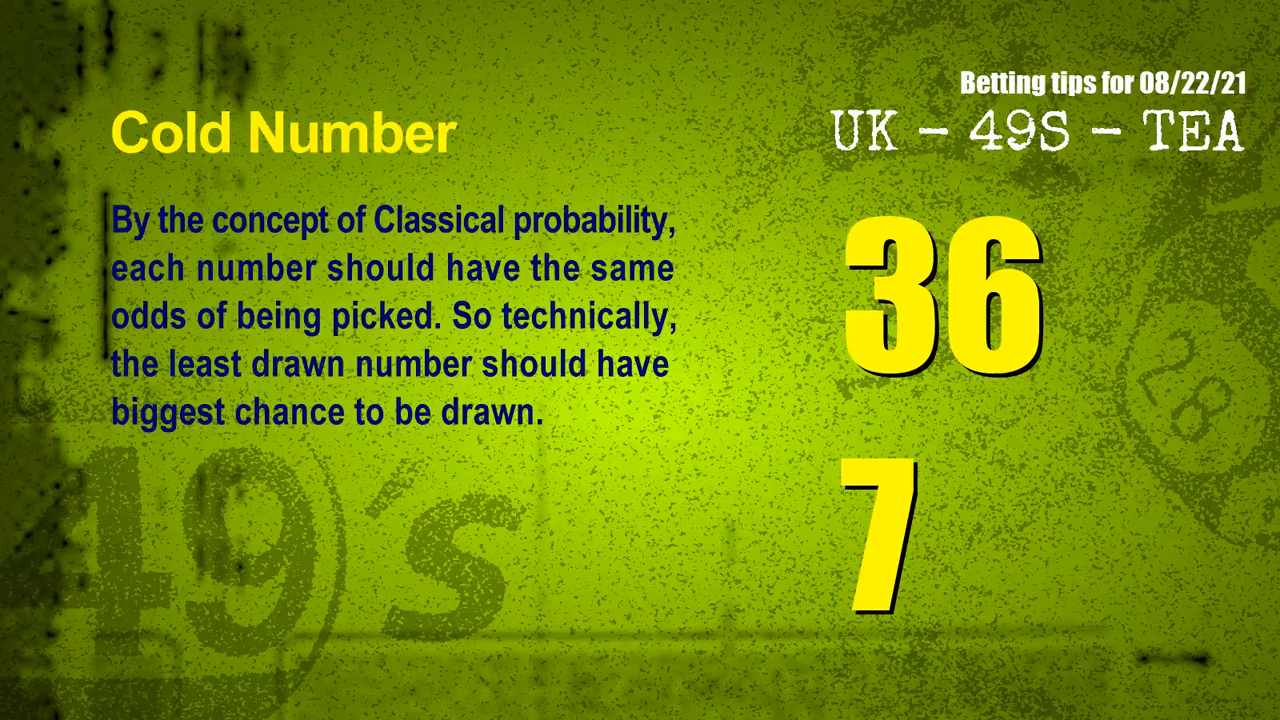 Betting tips for 08/22/21
UK - 49S - TEA
Cold Number
By the concept of Classical probability,
each number should have the same
odds of being picked. So technically,
the least drawn number should have
biggest chance to be drawn.
36
7
28
49's